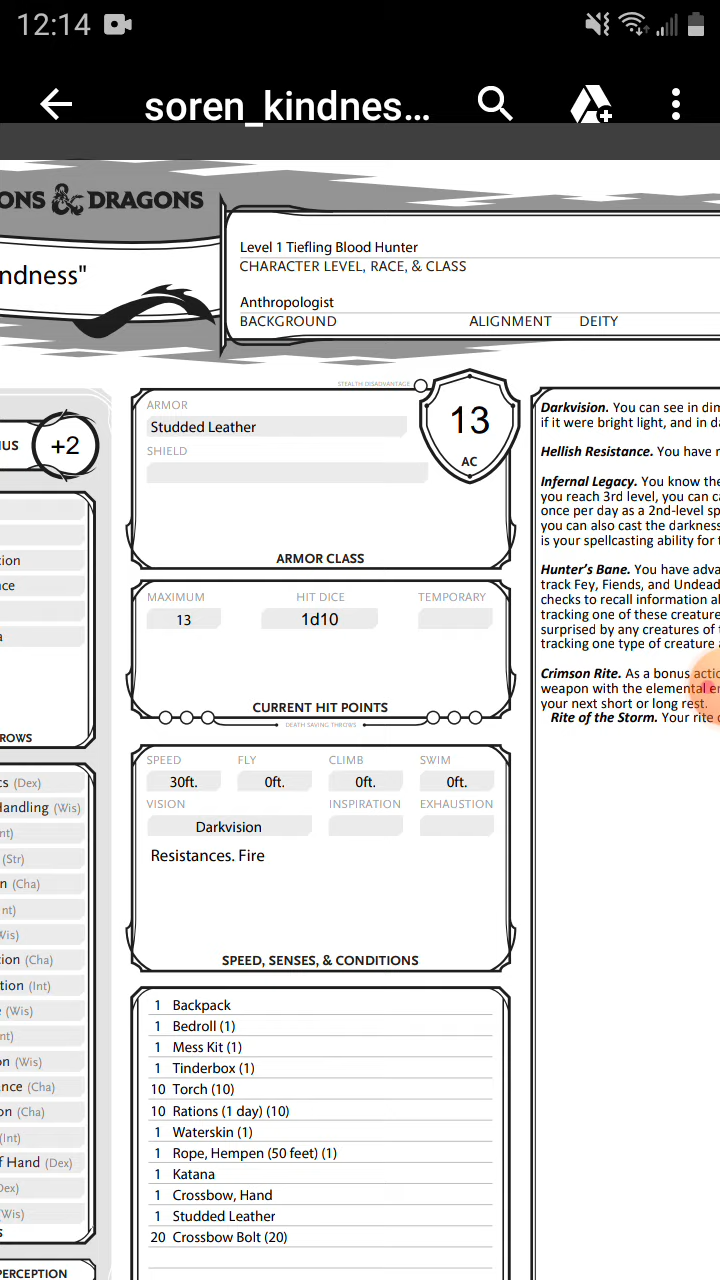 12:14
soren_kindnes...
ONS & DRAGONS
ndness"
Level 1 Tiefling Blood Hunter
CHARACTER LEVEL, RACE, & CLASS
Anthropologist
BACKGROUND ALIGNMENT DEITY
US
+2
tion
ce
a
ROWS
cs (Dex)
Handling (Wis)
nt)
(Str)
n (Cha)
nt)
Wis)
tion (Cha)
tion (Int)
(Wis)
nt)
on (Wis)
nce (Cha)
on (Cha)
(Int)
f Hand (Dex)
Dex)
(Wis)
S
PERCEPTION
STEALTH DISADVANTAGE
ARMOR
Studded Leather
SHIELD
13
AC
ARMOR CLASS
MAXIMUM HIT DICE TEMPORARY
13 1d10
CURRENT HIT POINTS
DEATH SAVING THROWS
SPEED FLY CLIMB SWIM
30ft. 0ft. 0ft. 0ft.
VISION INSPIRATION EXHAUSTION
Darkvision
Resistances. Fire
SPEED, SENSES, & CONDITIONS
1 Backpack
1 Bedroll (1)
1 Mess Kit (1)
1 Tinderbox (1)
10 Torch (10)
10 Rations (1 day) (10)
1 Waterskin (1)
1 Rope, Hempen (50 feet) (1)
1 Katana
1 Crossbow, Hand
1 Studded Leather
20 Crossbow Bolt (20)
Darkvision. You can see in dim
if it were bright light, and in da
Hellish Resistance. You have r
Infernal Legacy. You know the
you reach 3rd level, you can ca
once per day as a 2nd-level sp
you can also cast the darkness
is your spellcasting ability for t
Hunter's Bane. You have adva
track Fey, Fiends, and Undead
checks to recall information al
tracking one of these creature
surprised by any creatures of t
tracking one type of creature a
Crimson Rite. As a bonus actio
weapon with the elemental en
your next short or long rest.
Rite of the Storm. Your rite d